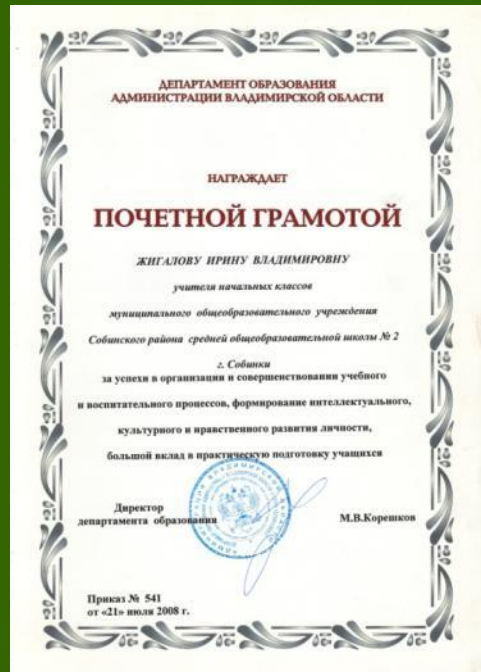 ДЕПАРТАМЕНТ ОБРАЗОВАНИЯ
АДМИНИСТРАЦИИ ВЛАДИМИРСКОЙ ОБЛАСТИ
НАГРАЖДАЕТ
ПОЧЕТНОЙ ГРАМОТОЙ
ЖИГАЛОВУ ИРИНУ ВЛАДИМИРОВНУ
учителя начальных классов
муниципального общеобразовательного учреждения
Собинского района средней общеобразовательной школы № 2
г. Собинки
за успехи в организации и совершенствовании учебного
и воспитательного процессов, формирование интеллектуального,
культурного и нравственного развития личности,
большой вклад в практическую подготовку учащихся
Директор
департамента образования
М.В.Корешков
Приказ № 541
от «21» июля 2008 г.